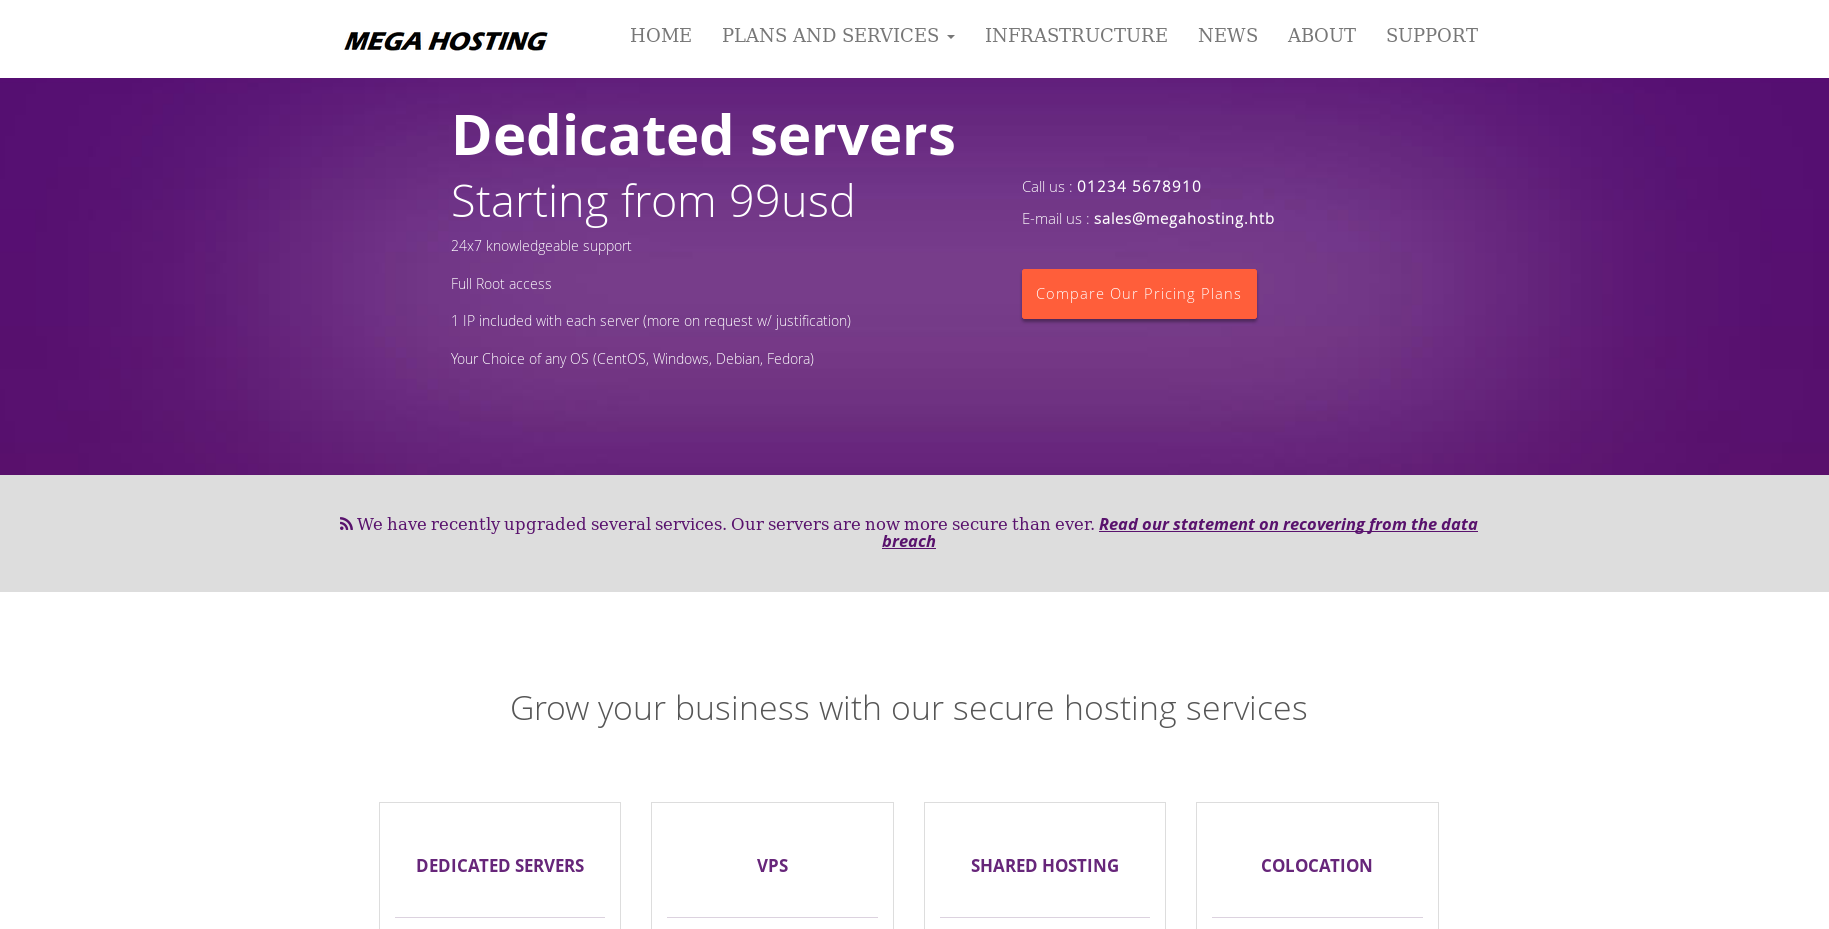 MEGA HOSTING
HOME PLANS AND SERVICES INFRASTRUCTURE NEWS ABOUT SUPPORT
Dedicated servers
Starting from 99usd
24x7 knowledgeable support
Full Root access
1 IP included with each server (more on request w/ justification)
Your Choice of any OS (CentOS, Windows, Debian, Fedora)
Call us : 01234 5678910
E-mail us : sales@megahosting.htb
Compare Our Pricing Plans
We have recently upgraded several services. Our servers are now more secure than ever. Read our statement on recovering from the data
breach
Grow your business with our secure hosting services
DEDICATED SERVERS
VPS
SHARED HOSTING
COLOCATION